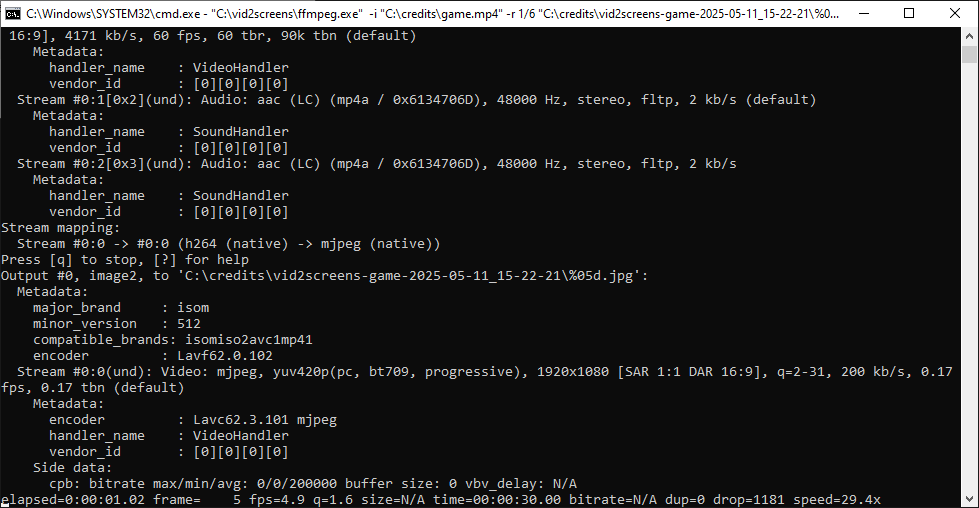 C:\Windows\SYSTEM32\cmd.exe - "C:\vid2screens\ffmpeg.exe" -i "C:\credits\game.mp4" -r 1/6 "C:\credits\vid2screens-game-2025-05-11_15-22-21\%0...
16:9], 4171 kb/s, 60 fps, 60 tbr, 90k tbn (default)
    Metadata:
      handler_name    : VideoHandler
      vendor_id       : [0][0][0][0]
  Stream #0:1[0x2](und): Audio: aac (LC) (mp4a / 0x6134706D), 48000 Hz, stereo, fltp, 2 kb/s (default)
    Metadata:
      handler_name    : SoundHandler
      vendor_id       : [0][0][0][0]
  Stream #0:2[0x3](und): Audio: aac (LC) (mp4a / 0x6134706D), 48000 Hz, stereo, fltp, 2 kb/s
    Metadata:
      handler_name    : SoundHandler
      vendor_id       : [0][0][0][0]
Stream mapping:
  Stream #0:0 -> #0:0 (h264 (native) -> mjpeg (native))
Press [q] to stop, [?] for help
Output #0, image2, to 'C:\credits\vid2screens-game-2025-05-11_15-22-21\%05d.jpg':
  Metadata:
    major_brand     : isom
    minor_version   : 512
    compatible_brands: isomiso2avc1mp41
    encoder         : Lavf62.0.102
  Stream #0:0(und): Video: mjpeg, yuv420p(pc, bt709, progressive), 1920x1080 [SAR 1:1 DAR 16:9], q=2-31, 200 kb/s, 0.17
fps, 0.17 tbn (default)
    Metadata:
      encoder         : Lavc62.3.101 mjpeg
      handler_name    : VideoHandler
      vendor_id       : [0][0][0][0]
    Side data:
      cpb: bitrate max/min/avg: 0/0/200000 buffer size: 0 vbv_delay: N/A
elapsed=0:00:01.02 frame=    5 fps=4.9 q=1.6 size=N/A time=00:00:30.00 bitrate=N/A dup=0 drop=1181 speed=29.4x